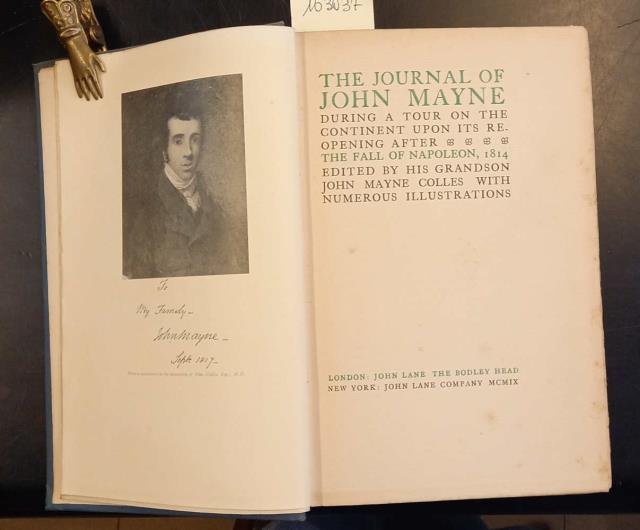 163037
To
My Family -
John Mayne -
Sept. 1817 -
THE JOURNAL OF
JOHN MAYNE
DURING A TOUR ON THE
CONTINENT UPON ITS RE-
OPENING AFTER
THE FALL OF NAPOLEON, 1814
EDITED BY HIS GRANDSON
JOHN MAYNE COLLES WITH
NUMEROUS ILLUSTRATIONS
LONDON: JOHN LANE THE BODLEY HEAD
NEW YORK: JOHN LANE COMPANY MCMIX